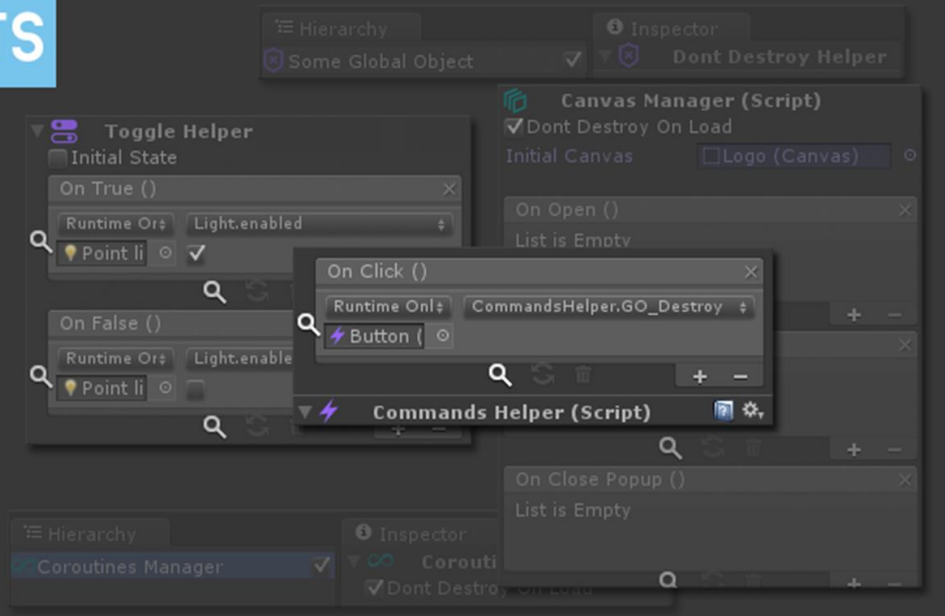 TS
Hierarchy
Inspector
Some Global Object
Dont Destroy Helper
Canvas Manager (Script)
Dont Destroy On Load
Initial Canvas
Logo (Canvas)
Toggle Helper
Initial State
On True ()
Runtime Or
Light.enabled
Point li
On False ()
Runtime Or
Light.enable
Point li
On Open ()
List is Empty
On Click ()
Runtime Onl
CommandsHelper.GO_Destroy
Button (
Commands Helper (Script)
On Close Popup ()
List is Empty
Hierarchy
Coroutines Manager
Inspector
Corouti
Dont Destroy On Load